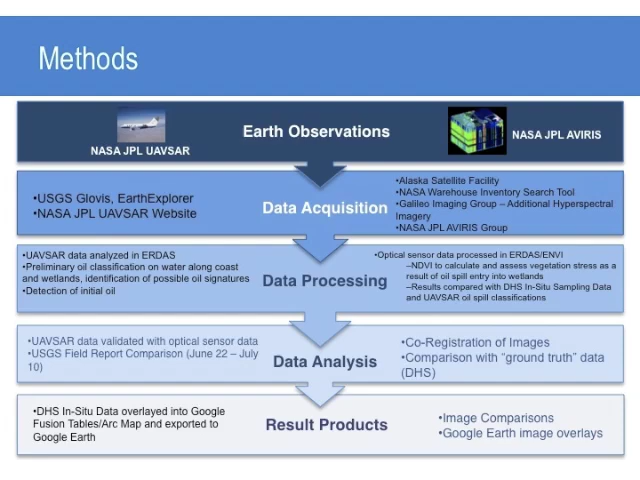 Methods
Earth Observations
NASA JPL UAVSAR
NASA JPL AVIRIS
•USGS Glovis, EarthExplorer
•NASA JPL UAVSAR Website
Data Acquisition
•Alaska Satellite Facility
•NASA Warehouse Inventory Search Tool
•Galileo Imaging Group – Additional Hyperspectral
Imagery
•NASA JPL AVIRIS Group
•UAVSAR data analyzed in ERDAS
•Preliminary oil classification on water along coast
and wetlands, identification of possible oil signatures
•Detection of initial oil
Data Processing
•Optical sensor data processed in ERDAS/ENVI
–NDVI to calculate and assess vegetation stress as a
result of oil spill entry into wetlands
–Results compared with DHS In-Situ Sampling Data
and UAVSAR oil spill classifications
•UAVSAR data validated with optical sensor data
•USGS Field Report Comparison (June 22 – July
10)
Data Analysis
•Co-Registration of Images
•Comparison with “ground truth” data
(DHS)
•DHS In-Situ Data overlayed into Google
Fusion Tables/Arc Map and exported to
Google Earth
Result Products
•Image Comparisons
•Google Earth image overlays